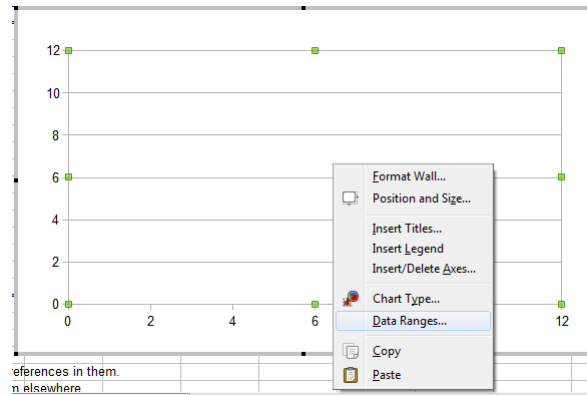 12
10
8
6
4
2
0
0 2 4 6 12
Format Wall...
Position and Size...
Insert Titles...
Insert Legend
Insert/Delete Axes...
Chart Type...
Data Ranges...
Copy
Paste
eferences in them.
m elsewhere